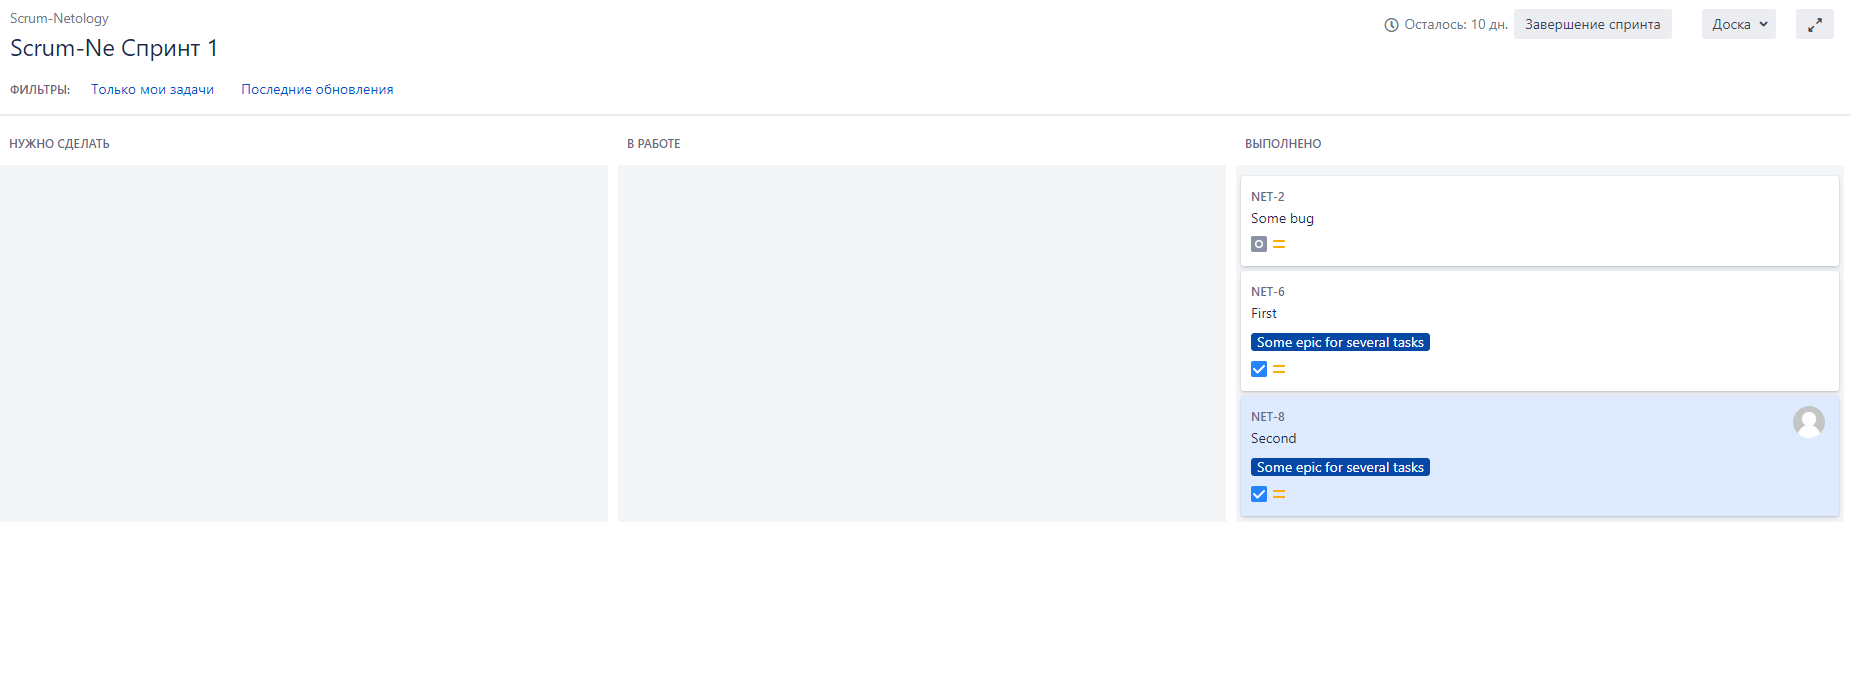 Scrum-Netology
Scrum-Ne Спринт 1
Осталось: 10 дн.
Завершение спринта
Доска
ФИЛЬТРЫ:
Только мои задачи
Последние обновления
НУЖНО СДЕЛАТЬ
В РАБОТЕ
ВЫПОЛНЕНО
NET-2
Some bug
NET-6
First
Some epic for several tasks
NET-8
Second
Some epic for several tasks